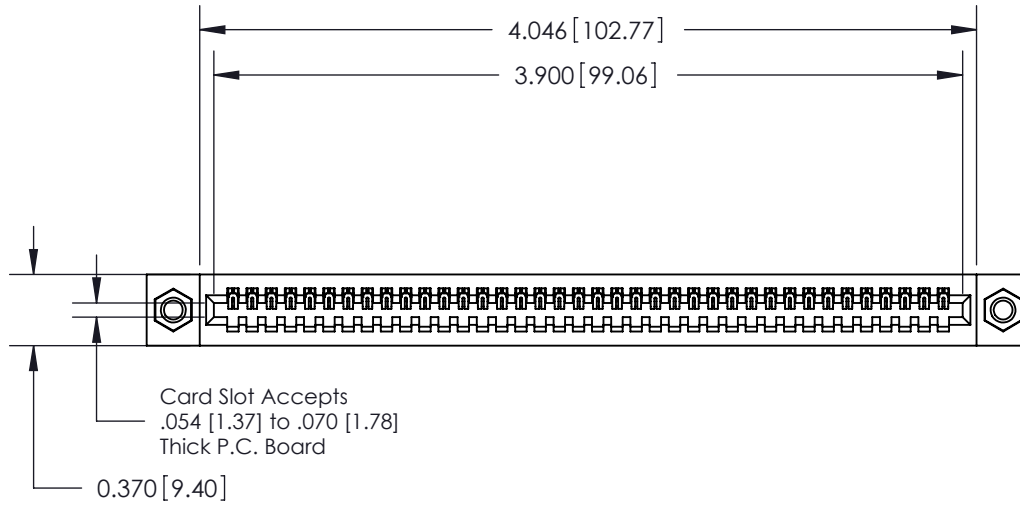 4.046[102.77]
3.900[99.06]
Card Slot Accepts
.054 [1.37] to .070 [1.78]
Thick P.C. Board
0.370[9.40]